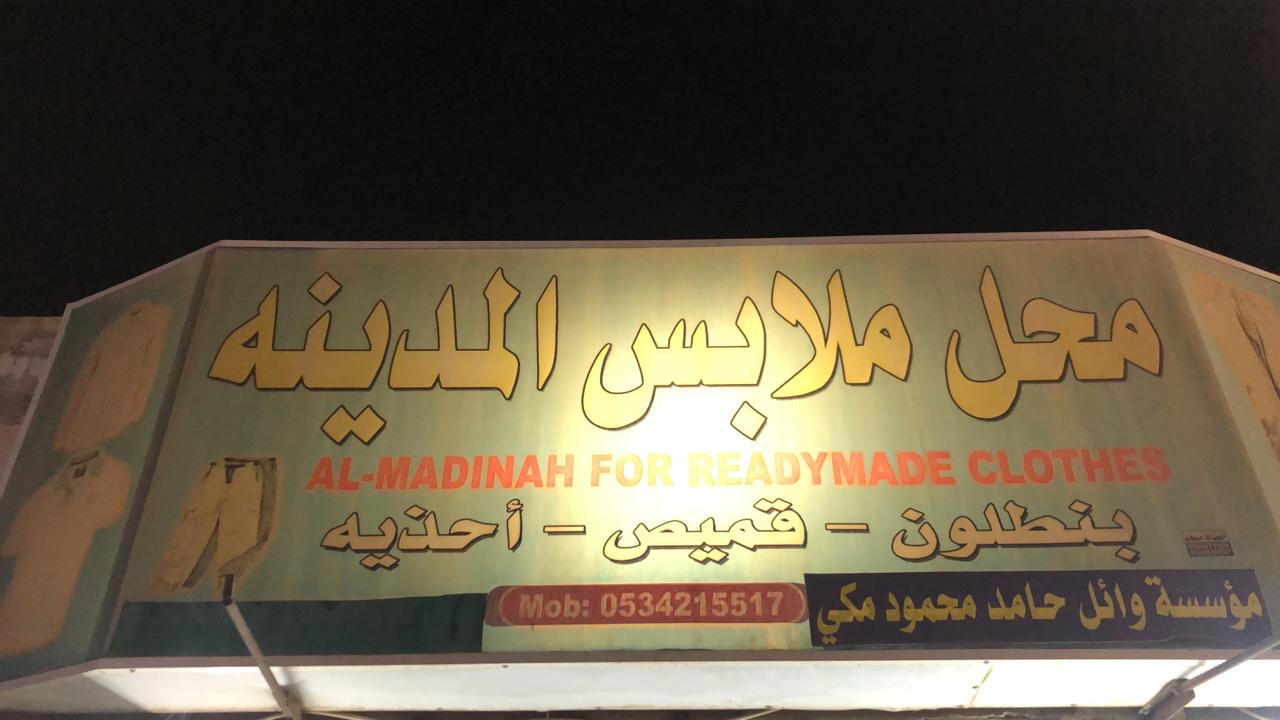 محل ملابس المدينه
AL-MADINAH FOR READYMADE CLOTHES
بنطلون - قميص - أحذيه
مؤسسة وائل حامد محمود مكي
Mob: 0534215517